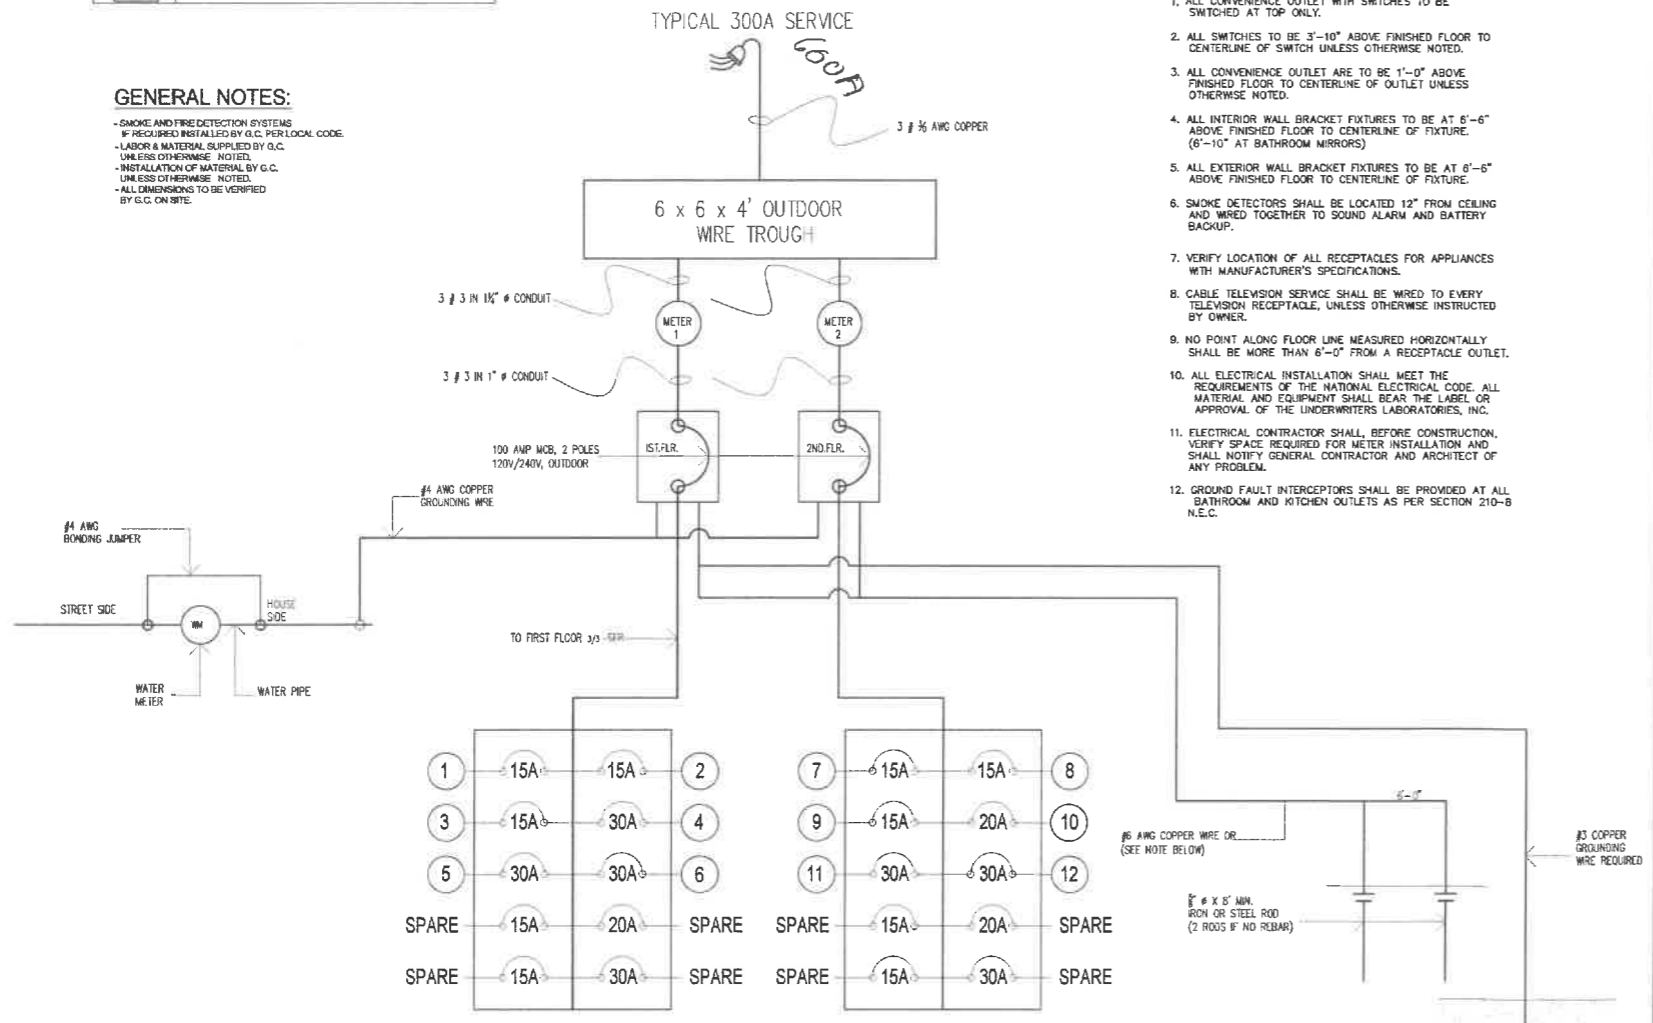 TYPICAL 300A SERVICE
660A
3 # 3/6 AWG COPPER
GENERAL NOTES:
- SMOKE AND FIRE DETECTION SYSTEMS
IF REQUIRED INSTALLED BY G.C. PER LOCAL CODE.
- LABOR & MATERIAL SUPPLIED BY G.C.
UNLESS OTHERWISE NOTED.
- INSTALLATION OF MATERIAL BY G.C.
UNLESS OTHERWISE NOTED.
- ALL DIMENSIONS TO BE VERIFIED
BY G.C. ON SITE.
6 x 6 x 4' OUTDOOR
WIRE TROUGH
3 # 3 IN 1¼" ø CONDUIT
METER
1
METER
2
3 # 3 IN 1" ø CONDUIT
100 AMP MCB, 2 POLES
120V/240V, OUTDOOR
1ST.FLR.
2ND.FLR.
#4 AWG COPPER
GROUNDING WIRE
#4 AWG
BONDING JUMPER
STREET SIDE
WM
HOUSE
SIDE
WATER
METER
WATER PIPE
TO FIRST FLOOR 3/3 SER
1 15A 15A 2
3 15A 30A 4
5 30A 30A 6
SPARE 15A 20A SPARE
SPARE 15A 30A SPARE
7 15A 15A 8
9 15A 20A 10
11 30A 30A 12
SPARE 15A 20A SPARE
SPARE 15A 30A SPARE
6'-0"
#6 AWG COPPER WIRE OR
(SEE NOTE BELOW)
ø X 8' MIN.
IRON OR STEEL ROD
(2 RODS IF NO REBAR)
#3 COPPER
GROUNDING
WIRE REQUIRED
1. ALL CONVENIENCE OUTLET WITH SWITCHES TO BE
SWITCHED AT TOP ONLY.
2. ALL SWITCHES TO BE 3'-10" ABOVE FINISHED FLOOR TO
CENTERLINE OF SWITCH UNLESS OTHERWISE NOTED.
3. ALL CONVENIENCE OUTLET ARE TO BE 1'-0" ABOVE
FINISHED FLOOR TO CENTERLINE OF OUTLET UNLESS
OTHERWISE NOTED.
4. ALL INTERIOR WALL BRACKET FIXTURES TO BE AT 6'-6"
ABOVE FINISHED FLOOR TO CENTERLINE OF FIXTURE.
(6'-10" AT BATHROOM MIRRORS)
5. ALL EXTERIOR WALL BRACKET FIXTURES TO BE AT 6'-6"
ABOVE FINISHED FLOOR TO CENTERLINE OF FIXTURE.
6. SMOKE DETECTORS SHALL BE LOCATED 12" FROM CEILING
AND WIRED TOGETHER TO SOUND ALARM AND BATTERY
BACKUP.
7. VERIFY LOCATION OF ALL RECEPTACLES FOR APPLIANCES
WITH MANUFACTURER'S SPECIFICATIONS.
8. CABLE TELEVISION SERVICE SHALL BE WIRED TO EVERY
TELEVISION RECEPTACLE, UNLESS OTHERWISE INSTRUCTED
BY OWNER.
9. NO POINT ALONG FLOOR LINE MEASURED HORIZONTALLY
SHALL BE MORE THAN 6'-0" FROM A RECEPTACLE OUTLET.
10. ALL ELECTRICAL INSTALLATION SHALL MEET THE
REQUIREMENTS OF THE NATIONAL ELECTRICAL CODE. ALL
MATERIAL AND EQUIPMENT SHALL BEAR THE LABEL OR
APPROVAL OF THE UNDERWRITERS LABORATORIES, INC.
11. ELECTRICAL CONTRACTOR SHALL, BEFORE CONSTRUCTION,
VERIFY SPACE REQUIRED FOR METER INSTALLATION AND
SHALL NOTIFY GENERAL CONTRACTOR AND ARCHITECT OF
ANY PROBLEM.
12. GROUND FAULT INTERCEPTORS SHALL BE PROVIDED AT ALL
BATHROOM AND KITCHEN OUTLETS AS PER SECTION 210-8
N.E.C.